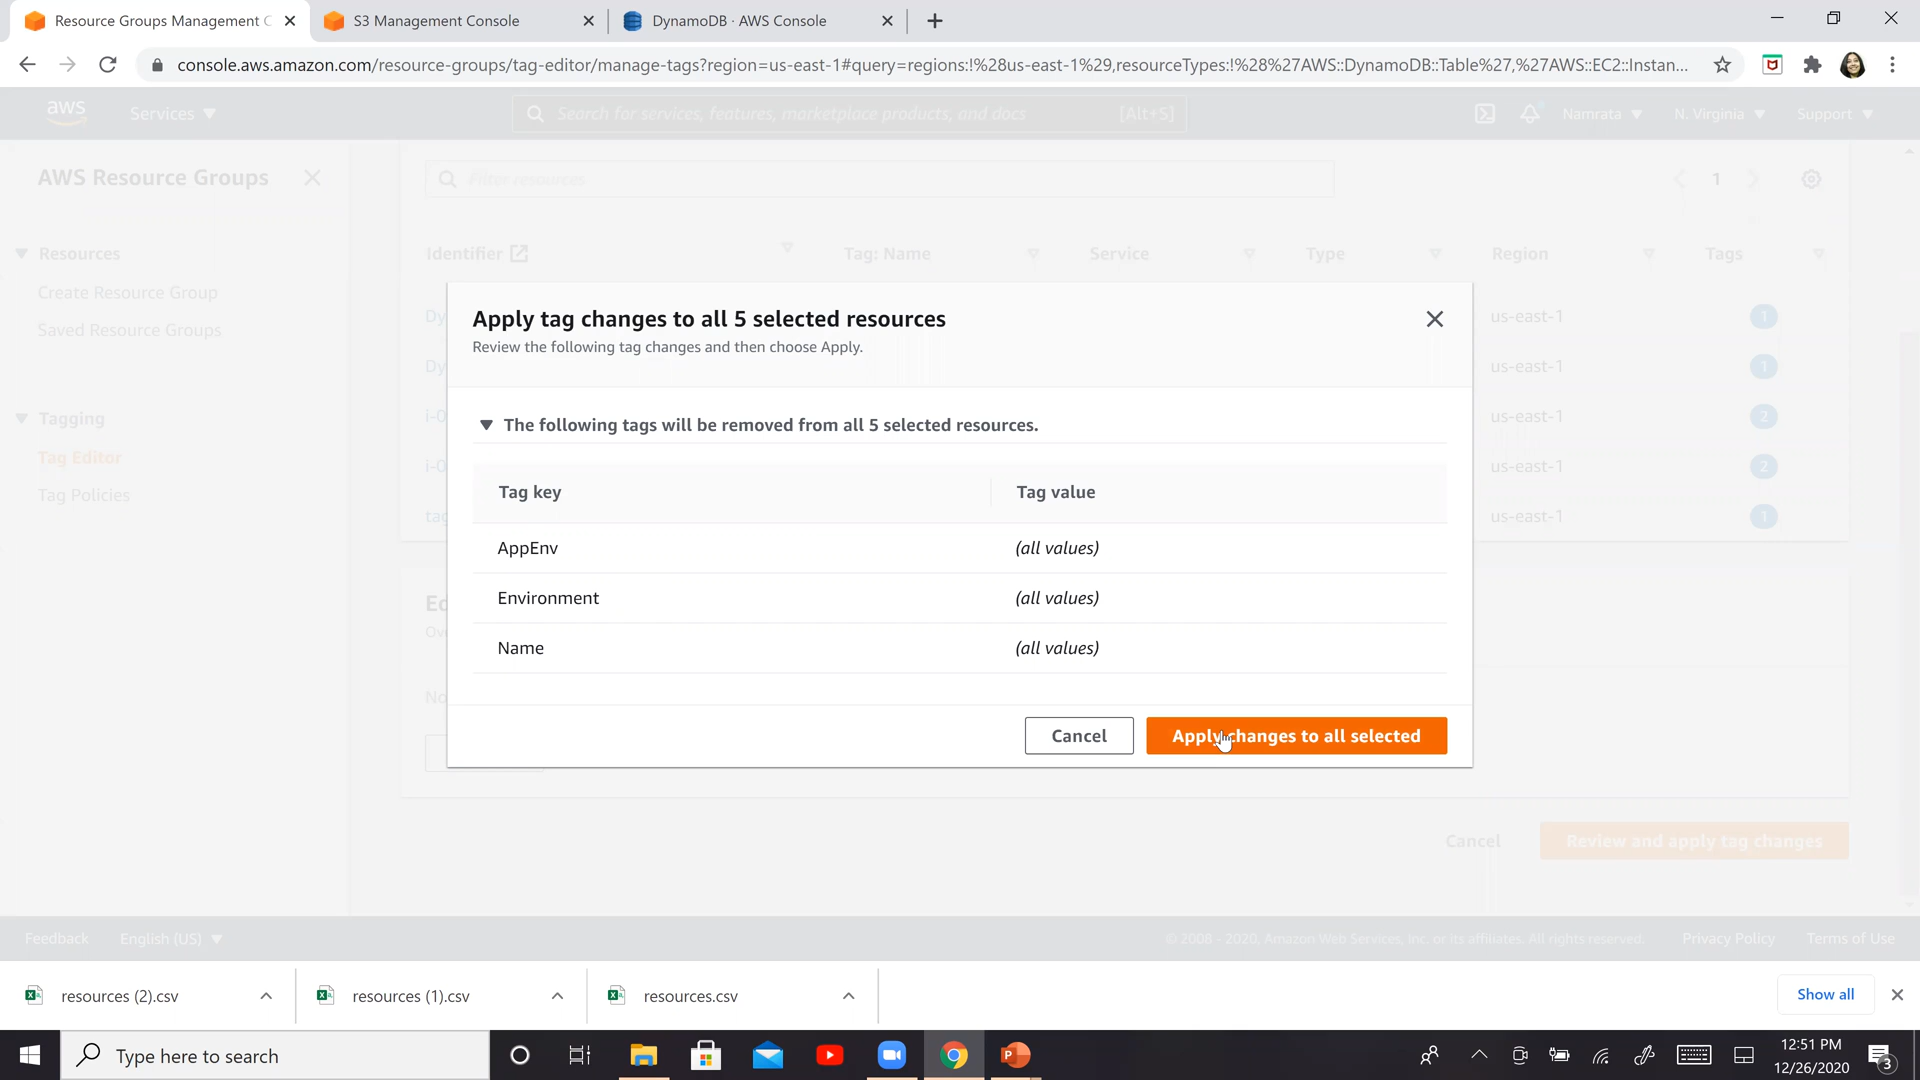 Resource Groups Management C
S3 Management Console
DynamoDB · AWS Console
console.aws.amazon.com/resource-groups/tag-editor/manage-tags?region=us-east-1#query=regions:!%28us-east-1%29,resourceTypes:!%28%27AWS::DynamoDB::Table%27,%27AWS::EC2::Instan...
aws
Services
Search for services, features, marketplace products, and docs
[Alt+S]
Namrata
N. Virginia
Support
AWS Resource Groups
Filter resources
1
Resources
Create Resource Group
Saved Resource Groups
Tagging
Tag Editor
Tag Policies
Identifier
Tag: Name
Service
Type
Region
Tags
Dy
us-east-1
1
Dy
us-east-1
1
i-0
us-east-1
2
i-0
us-east-1
2
tag
us-east-1
1
Apply tag changes to all 5 selected resources
Review the following tag changes and then choose Apply.
The following tags will be removed from all 5 selected resources.
Tag key
Tag value
AppEnv
(all values)
Environment
(all values)
Name
(all values)
Cancel
Apply changes to all selected
Ed
Ov
No
Cancel
Review and apply tag changes
Feedback
English (US)
© 2008 - 2020, Amazon Web Services, Inc. or its affiliates. All rights reserved.
Privacy Policy
Terms of Use
resources (2).csv
resources (1).csv
resources.csv
Show all
Type here to search
12:51 PM
12/26/2020
3